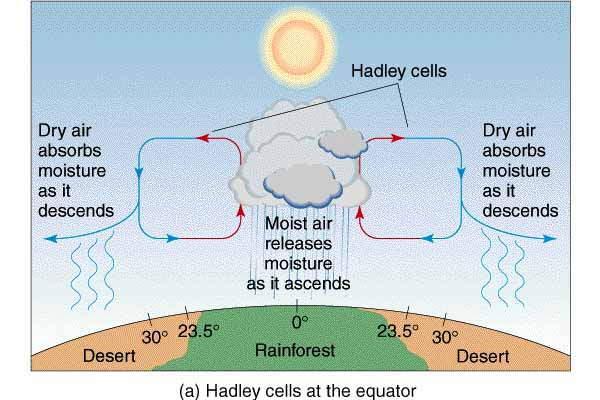 Hadley cells
Dry air
absorbs
moisture
as it
descends
Dry air
absorbs
moisture
as it
descends
Moist air
releases
moisture
as it ascends
30° 23.5° 0° 23.5° 30°
Desert Rainforest Desert
(a) Hadley cells at the equator